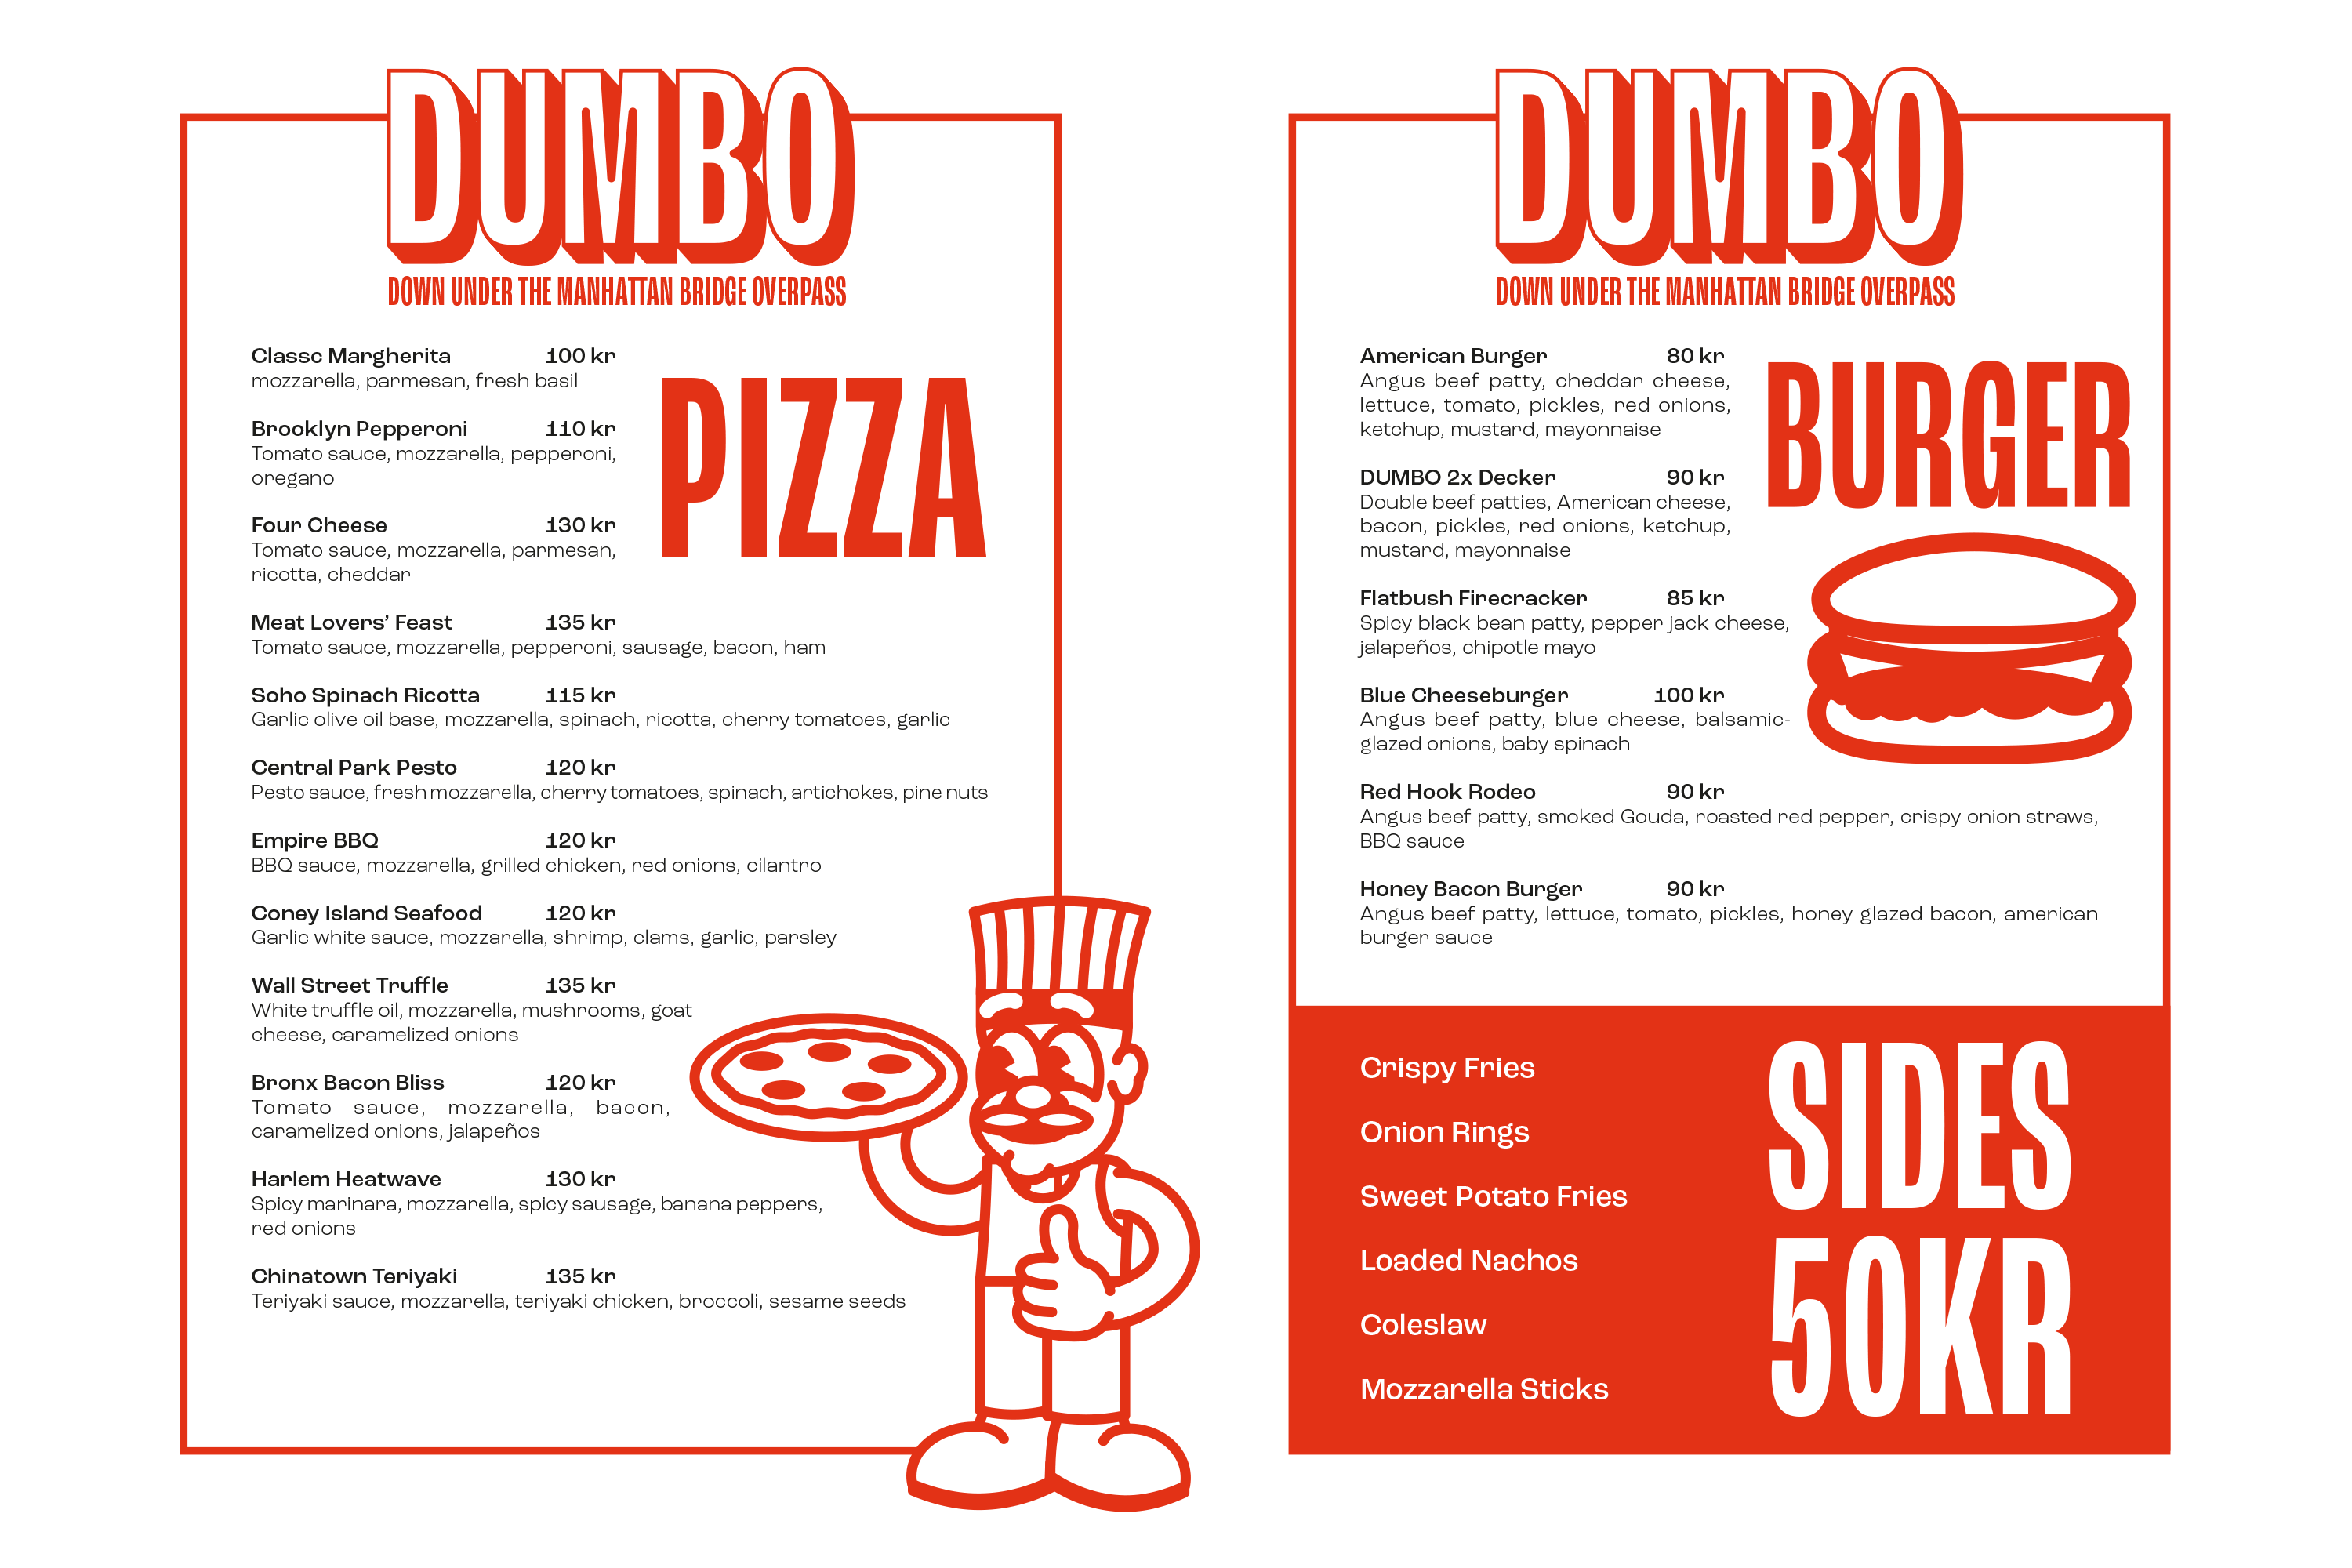 DUMBO
DOWN UNDER THE MANHATTAN BRIDGE OVERPASS
PIZZA
Classc Margherita 100 kr
mozzarella, parmesan, fresh basil
Brooklyn Pepperoni 110 kr
Tomato sauce, mozzarella, pepperoni,
oregano
Four Cheese 130 kr
Tomato sauce, mozzarella, parmesan,
ricotta, cheddar
Meat Lovers’ Feast 135 kr
Tomato sauce, mozzarella, pepperoni, sausage, bacon, ham
Soho Spinach Ricotta 115 kr
Garlic olive oil base, mozzarella, spinach, ricotta, cherry tomatoes, garlic
Central Park Pesto 120 kr
Pesto sauce, fresh mozzarella, cherry tomatoes, spinach, artichokes, pine nuts
Empire BBQ 120 kr
BBQ sauce, mozzarella, grilled chicken, red onions, cilantro
Coney Island Seafood 120 kr
Garlic white sauce, mozzarella, shrimp, clams, garlic, parsley
Wall Street Truffle 135 kr
White truffle oil, mozzarella, mushrooms, goat
cheese, caramelized onions
Bronx Bacon Bliss 120 kr
Tomato sauce, mozzarella, bacon,
caramelized onions, jalapeños
Harlem Heatwave 130 kr
Spicy marinara, mozzarella, spicy sausage, banana peppers,
red onions
Chinatown Teriyaki 135 kr
Teriyaki sauce, mozzarella, teriyaki chicken, broccoli, sesame seeds
DUMBO
DOWN UNDER THE MANHATTAN BRIDGE OVERPASS
BURGER
American Burger 80 kr
Angus beef patty, cheddar cheese,
lettuce, tomato, pickles, red onions,
ketchup, mustard, mayonnaise
DUMBO 2x Decker 90 kr
Double beef patties, American cheese,
bacon, pickles, red onions, ketchup,
mustard, mayonnaise
Flatbush Firecracker 85 kr
Spicy black bean patty, pepper jack cheese,
jalapeños, chipotle mayo
Blue Cheeseburger 100 kr
Angus beef patty, blue cheese, balsamic-
glazed onions, baby spinach
Red Hook Rodeo 90 kr
Angus beef patty, smoked Gouda, roasted red pepper, crispy onion straws,
BBQ sauce
Honey Bacon Burger 90 kr
Angus beef patty, lettuce, tomato, pickles, honey glazed bacon, american
burger sauce
SIDES
50KR
Crispy Fries
Onion Rings
Sweet Potato Fries
Loaded Nachos
Coleslaw
Mozzarella Sticks